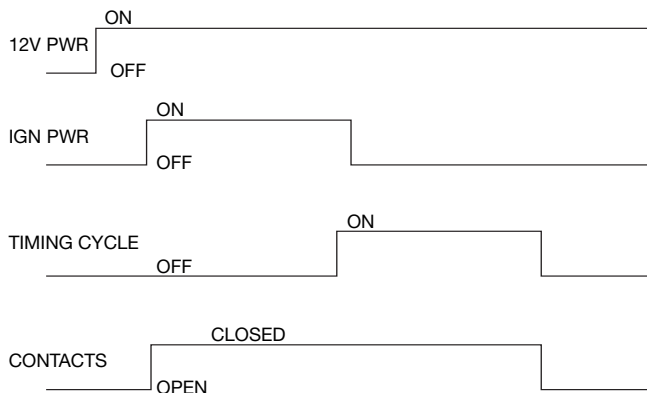 ON
12V PWR
OFF
ON
IGN PWR
OFF
ON
TIMING CYCLE
OFF
CLOSED
CONTACTS
OPEN